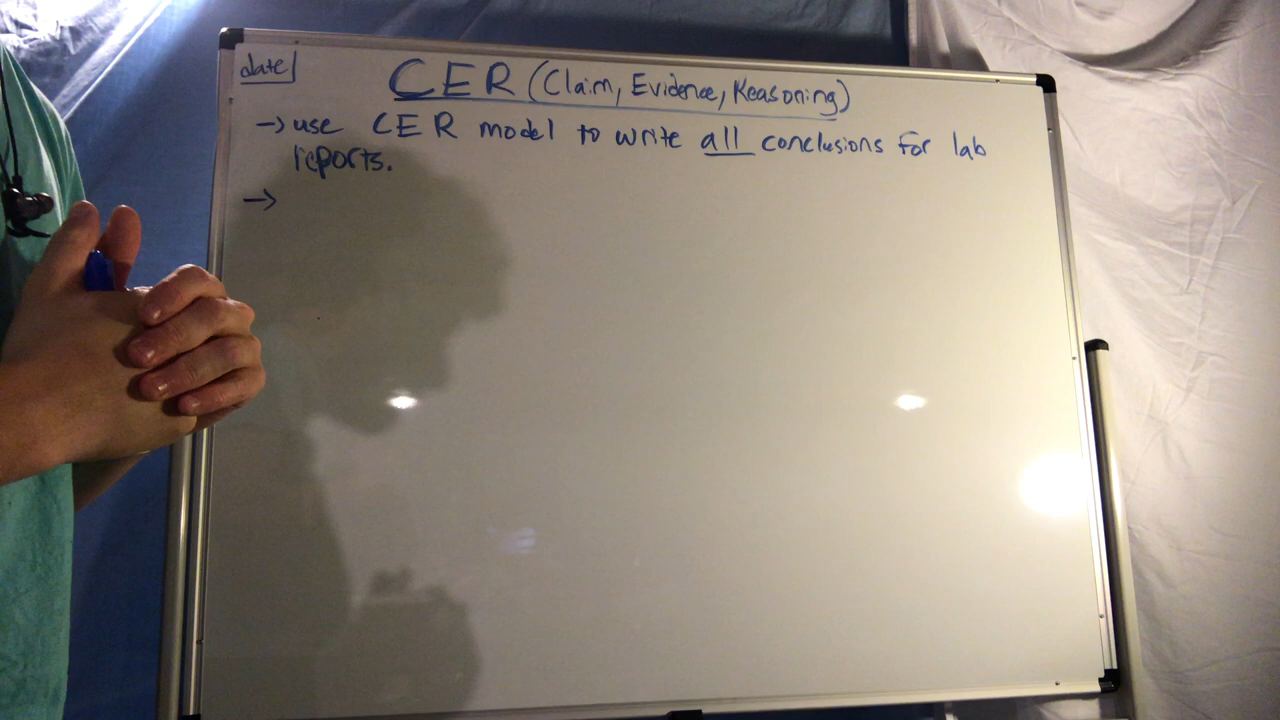 date
CER (Claim, Evidence, Reasoning)
→ use CER model to write all conclusions for lab
reports.
→